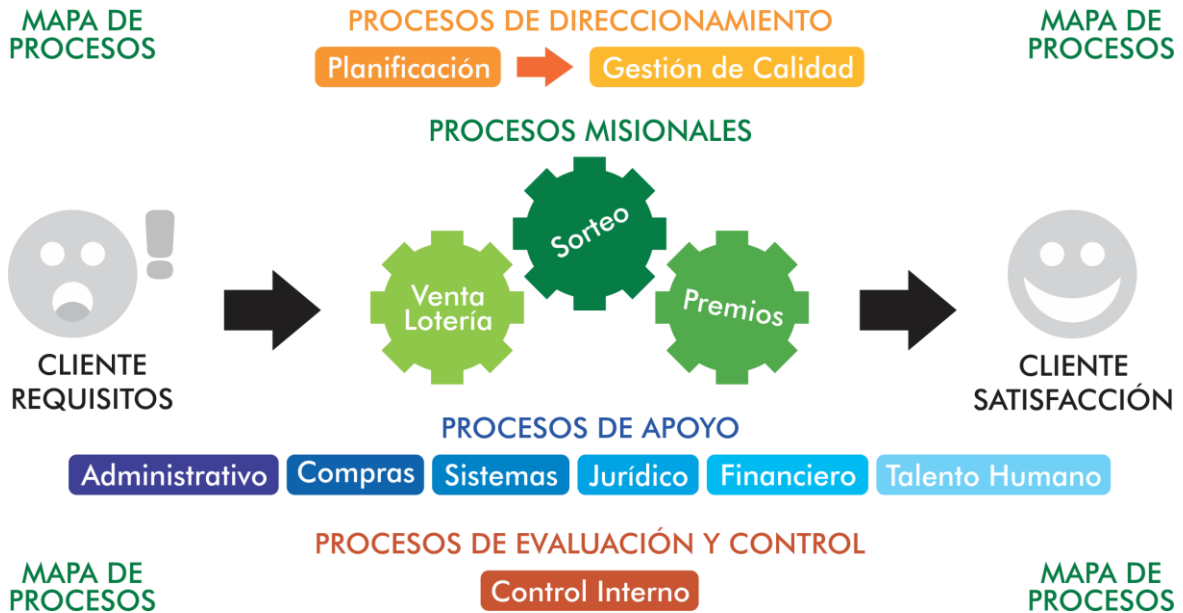 MAPA DE
PROCESOS
PROCESOS DE DIRECCIONAMIENTO
MAPA DE
PROCESOS
Planificación
Gestión de Calidad
PROCESOS MISIONALES
!
Venta
Lotería
Sorteo
Premios
CLIENTE
REQUISITOS
CLIENTE
SATISFACCIÓN
PROCESOS DE APOYO
Administrativo
Compras
Sistemas
Jurídico
Financiero
Talento Humano
PROCESOS DE EVALUACIÓN Y CONTROL
Control Interno
MAPA DE
PROCESOS
MAPA DE
PROCESOS